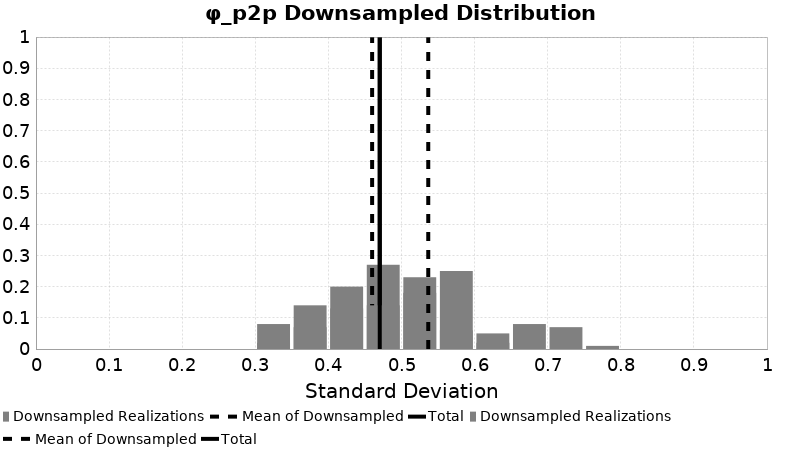 φ_p2p Downsampled Distribution
1
0.9
0.8
0.7
0.6
0.5
0.4
0.3
0.2
0.1
0
0 0.1 0.2 0.3 0.4 0.5 0.6 0.7 0.8 0.9 1
Standard Deviation
Downsampled Realizations Mean of Downsampled Total Downsampled Realizations
Mean of Downsampled Total